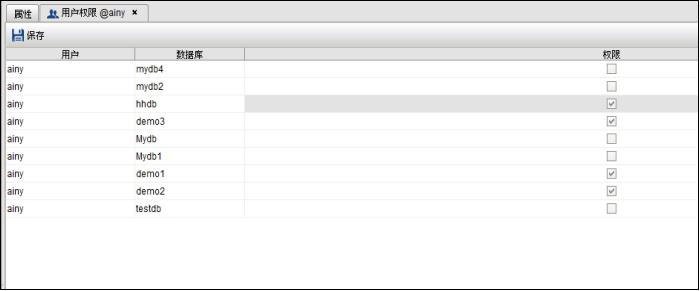 属性 用户权限 @ainy
保存
用户 数据库 权限
ainy mydb4
ainy mydb2
ainy hhdb
ainy demo3
ainy Mydb
ainy Mydb1
ainy demo1
ainy demo2
ainy testdb